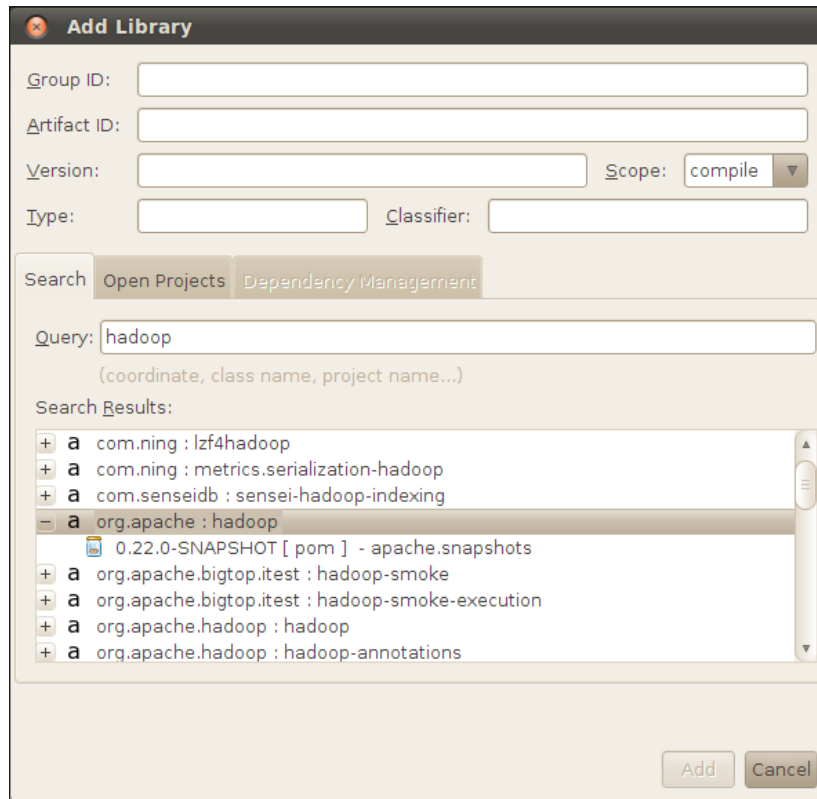 Add Library
Group ID:
Artifact ID:
Version: Scope: compile
Type: Classifier:
Search Open Projects Dependency Management
Query: hadoop
(coordinate, class name, project name...)
Search Results:
+ a com.ning : lzf4hadoop
+ a com.ning : metrics.serialization-hadoop
+ a com.senseidb : sensei-hadoop-indexing
− a org.apache : hadoop
0.22.0-SNAPSHOT [ pom ] - apache.snapshots
+ a org.apache.bigtop.itest : hadoop-smoke
+ a org.apache.bigtop.itest : hadoop-smoke-execution
+ a org.apache.hadoop : hadoop
+ a org.apache.hadoop : hadoop-annotations
Add Cancel